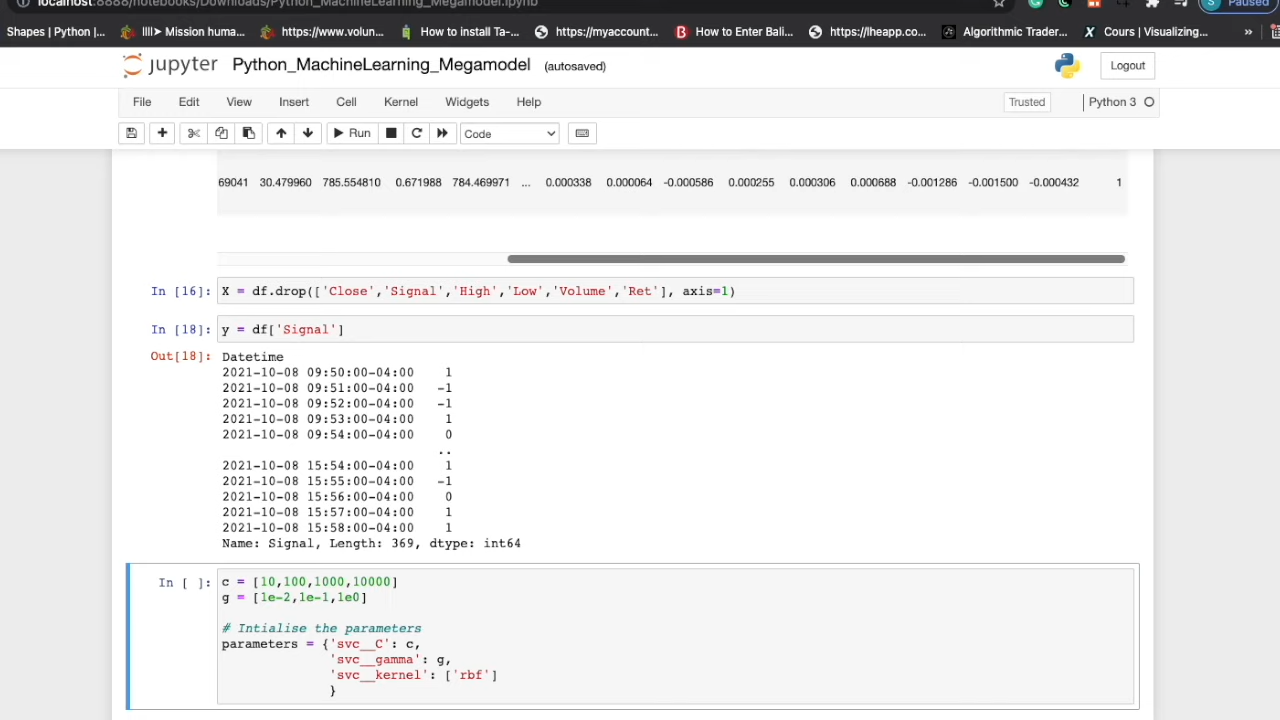 localhost:8888/notebooks/Downloads/Python_MachineLearning_Megamodel.ipynb Paused
Shapes | Python |... IIII➤ Mission huma... https://www.volun... How to install Ta-... https://myaccount... How to Enter Bali... https://lheapp.co... Algorithmic Trader... Cours | Visualizing... »
jupyter Python_MachineLearning_Megamodel (autosaved) Logout
File Edit View Insert Cell Kernel Widgets Help Trusted Python 3
Run Code
69041 30.479960 785.554810 0.671988 784.469971 ... 0.000338 0.000064 -0.000586 0.000255 0.000306 0.000688 -0.001286 -0.001500 -0.000432 1
In [16]: X = df.drop(['Close','Signal','High','Low','Volume','Ret'], axis=1)
In [18]: y = df['Signal']
Out[18]: Datetime
2021-10-08 09:50:00-04:00 1
2021-10-08 09:51:00-04:00 -1
2021-10-08 09:52:00-04:00 -1
2021-10-08 09:53:00-04:00 1
2021-10-08 09:54:00-04:00 0
..
2021-10-08 15:54:00-04:00 1
2021-10-08 15:55:00-04:00 -1
2021-10-08 15:56:00-04:00 0
2021-10-08 15:57:00-04:00 1
2021-10-08 15:58:00-04:00 1
Name: Signal, Length: 369, dtype: int64
In [ ]: c = [10,100,1000,10000]
g = [1e-2,1e-1,1e0]
# Intialise the parameters
parameters = {'svc__C': c,
'svc__gamma': g,
'svc__kernel': ['rbf']
}